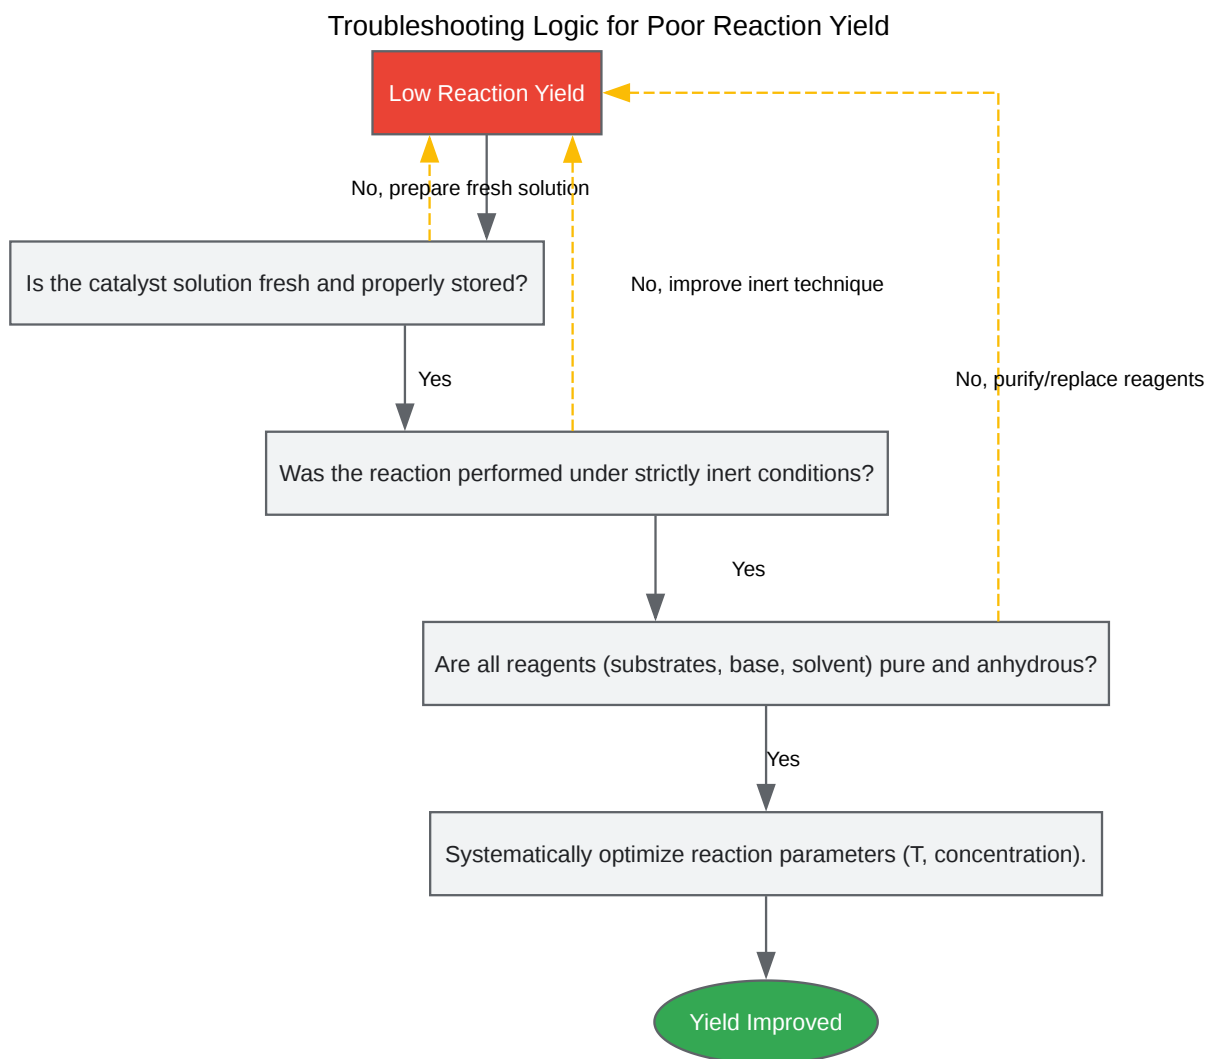 Troubleshooting Logic for Poor Reaction Yield
Low Reaction Yield
No, prepare fresh solution
Is the catalyst solution fresh and properly stored?
No, improve inert technique
Yes
No, purify/replace reagents
Was the reaction performed under strictly inert conditions?
Yes
Are all reagents (substrates, base, solvent) pure and anhydrous?
Yes
Systematically optimize reaction parameters (T, concentration).
Yield Improved